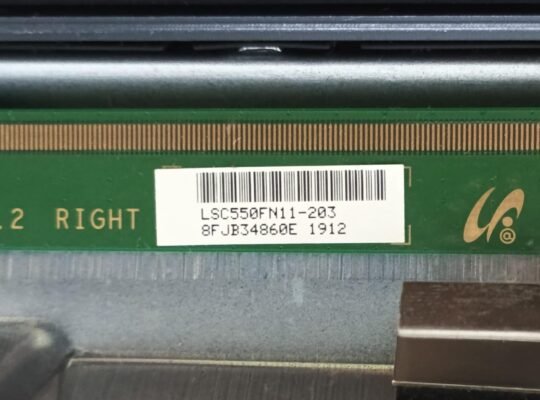 .2 RIGHT
LSC550FN11-203
8FJB34860E 1912
@